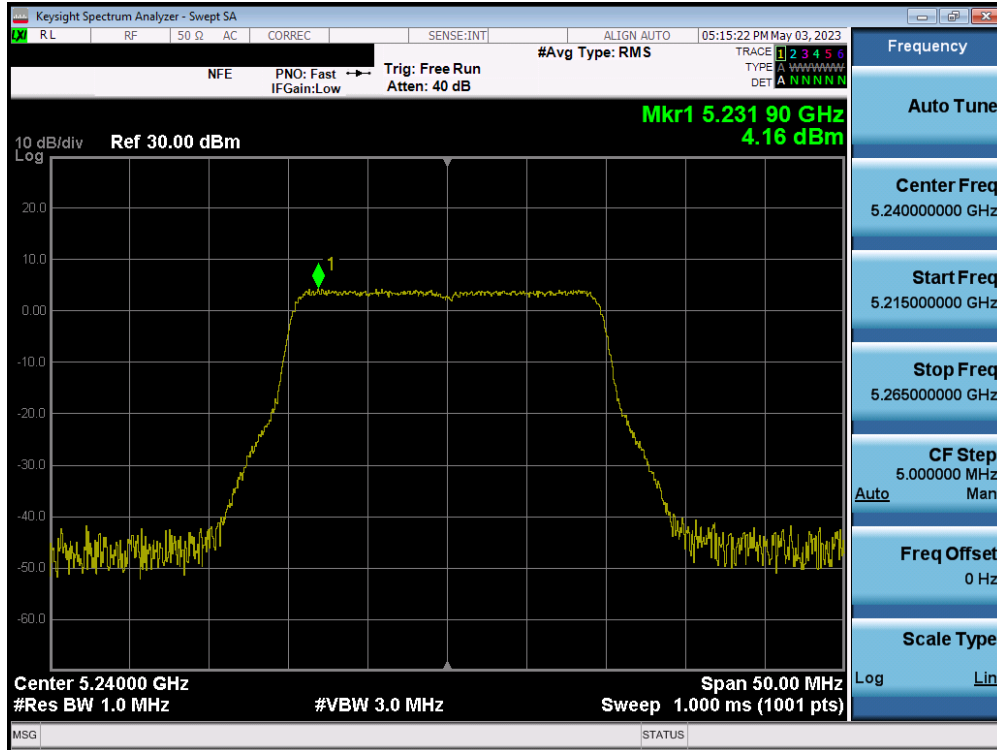 Keysight Spectrum Analyzer - Swept SA
LXI RL RF 50 Ω AC CORREC SENSE:INT ALIGN AUTO 05:15:22 PM May 03, 2023
NFE PNO: Fast Trig: Free Run #Avg Type: RMS TRACE 1 2 3 4 5 6
IFGain:Low Atten: 40 dB TYPE A WWWWW
DET A N N N N N
Mkr1 5.231 90 GHz
4.16 dBm
10 dB/div Ref 30.00 dBm
Log
20.0
10.0
0.00
-10.0
-20.0
-30.0
-40.0
-50.0
-60.0
1
Center 5.24000 GHz Span 50.00 MHz
#Res BW 1.0 MHz #VBW 3.0 MHz Sweep 1.000 ms (1001 pts)
MSG STATUS
Frequency
Auto Tune
Center Freq
5.240000000 GHz
Start Freq
5.215000000 GHz
Stop Freq
5.265000000 GHz
CF Step
5.000000 MHz
Auto Man
Freq Offset
0 Hz
Scale Type
Log Lin